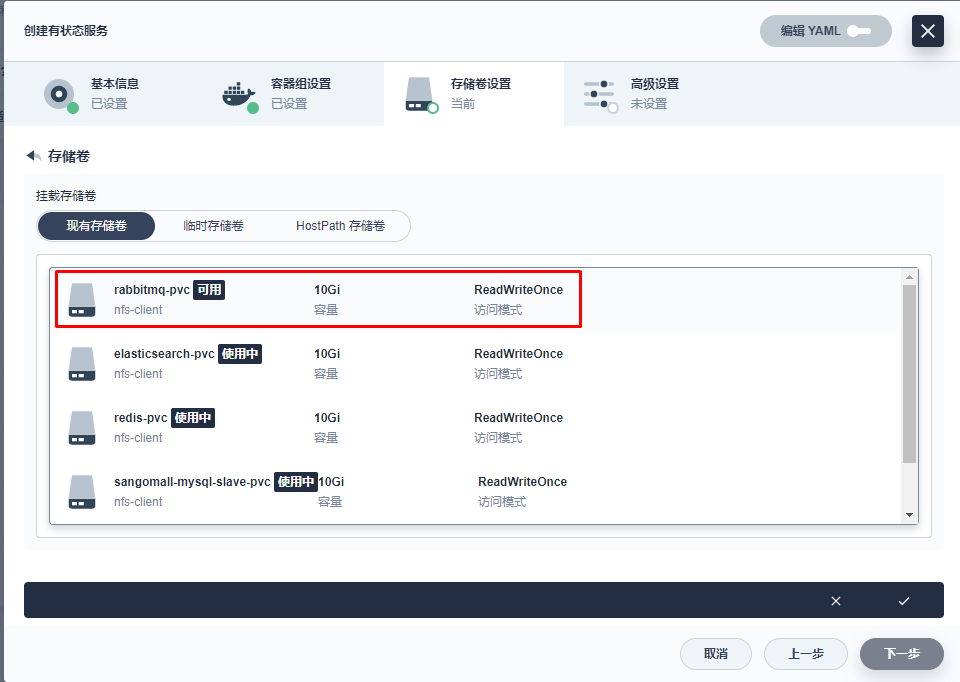 创建有状态服务
编辑 YAML
基本信息
已设置
容器组设置
已设置
存储卷设置
当前
高级设置
未设置
存储卷
挂载存储卷
现有存储卷 临时存储卷 HostPath 存储卷
rabbitmq-pvc 可用 10Gi ReadWriteOnce
nfs-client 容量 访问模式
elasticsearch-pvc 使用中 10Gi ReadWriteOnce
nfs-client 容量 访问模式
redis-pvc 使用中 10Gi ReadWriteOnce
nfs-client 容量 访问模式
sangomall-mysql-slave-pvc 使用中 10Gi ReadWriteOnce
nfs-client 容量 访问模式
取消 上一步 下一步